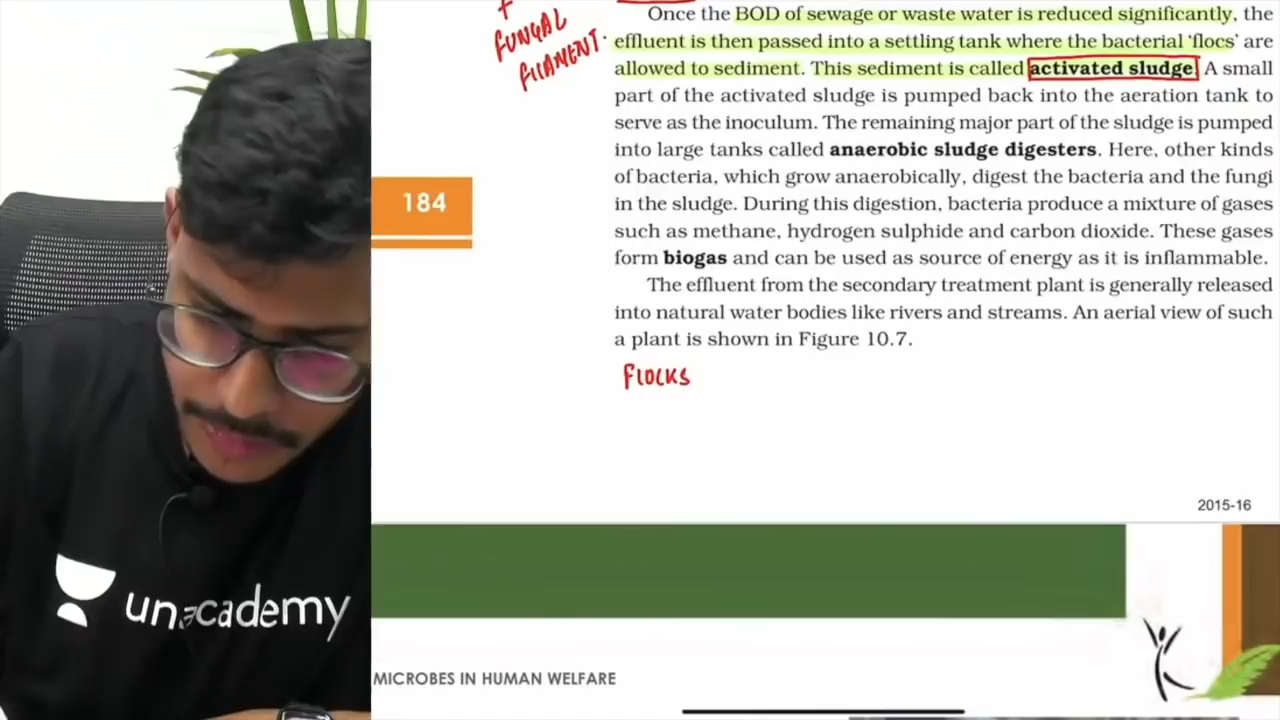 +
FUNGAL
FILAMENT.
Once the BOD of sewage or waste water is reduced significantly, the
effluent is then passed into a settling tank where the bacterial ‘flocs’ are
allowed to sediment. This sediment is called activated sludge. A small
part of the activated sludge is pumped back into the aeration tank to
serve as the inoculum. The remaining major part of the sludge is pumped
into large tanks called anaerobic sludge digesters. Here, other kinds
of bacteria, which grow anaerobically, digest the bacteria and the fungi
in the sludge. During this digestion, bacteria produce a mixture of gases
such as methane, hydrogen sulphide and carbon dioxide. These gases
form biogas and can be used as source of energy as it is inflammable.
The effluent from the secondary treatment plant is generally released
into natural water bodies like rivers and streams. An aerial view of such
a plant is shown in Figure 10.7.
184
FlOCKS
2015-16
unacademy
MICROBES IN HUMAN WELFARE